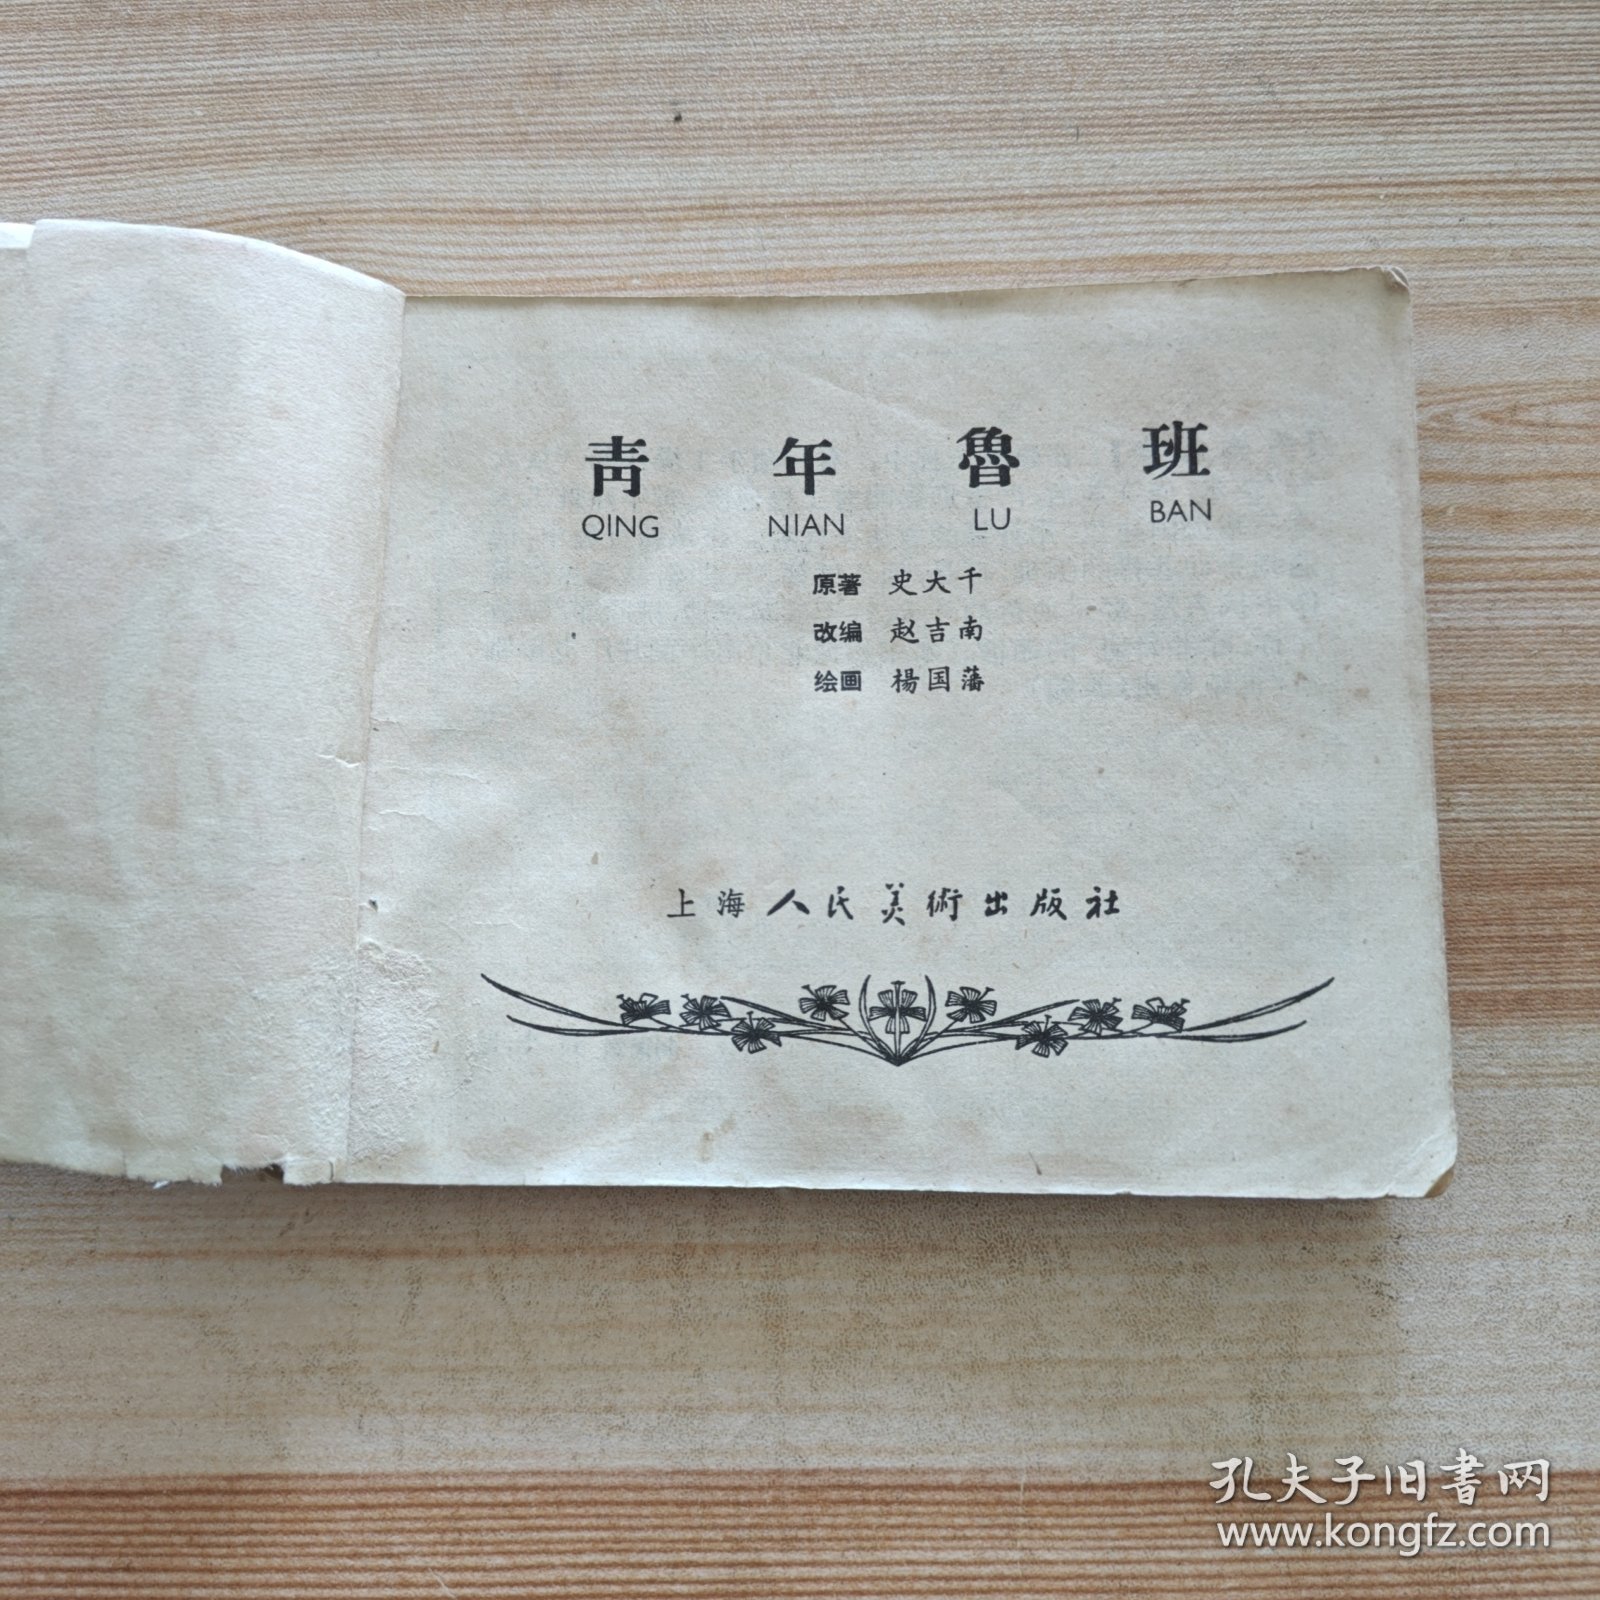 青年魯班
QING NIAN LU BAN
原著 史大千
改编 赵吉南
绘画 楊国藩
上海人民美術出版社
孔夫子旧書网
www.kongfz.com